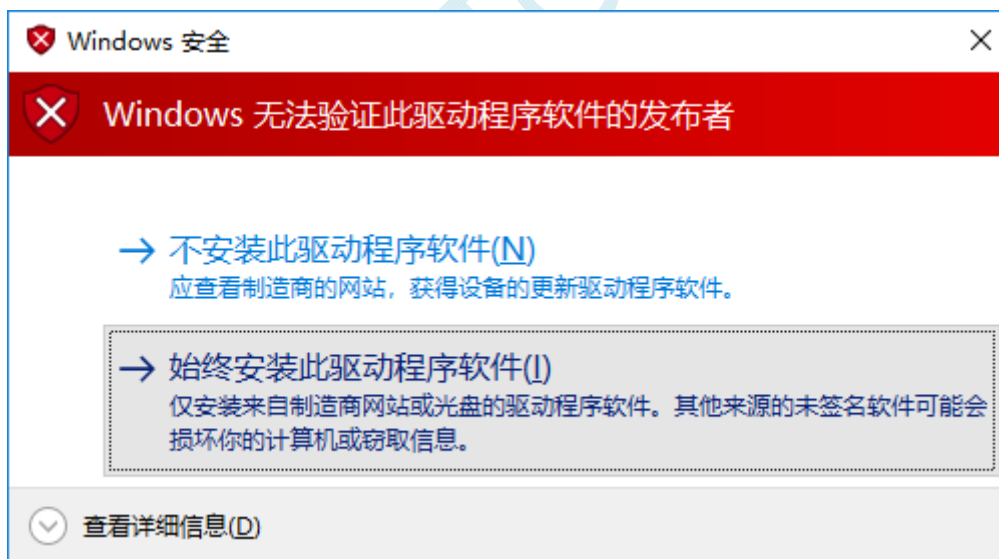 Windows 安全
Windows 无法验证此驱动程序软件的发布者
不安装此驱动程序软件(N)
应查看制造商的网站，获得设备的更新驱动程序软件。
始终安装此驱动程序软件(I)
仅安装来自制造商网站或光盘的驱动程序软件。其他来源的未签名软件可能会
损坏你的计算机或窃取信息。
查看详细信息(D)